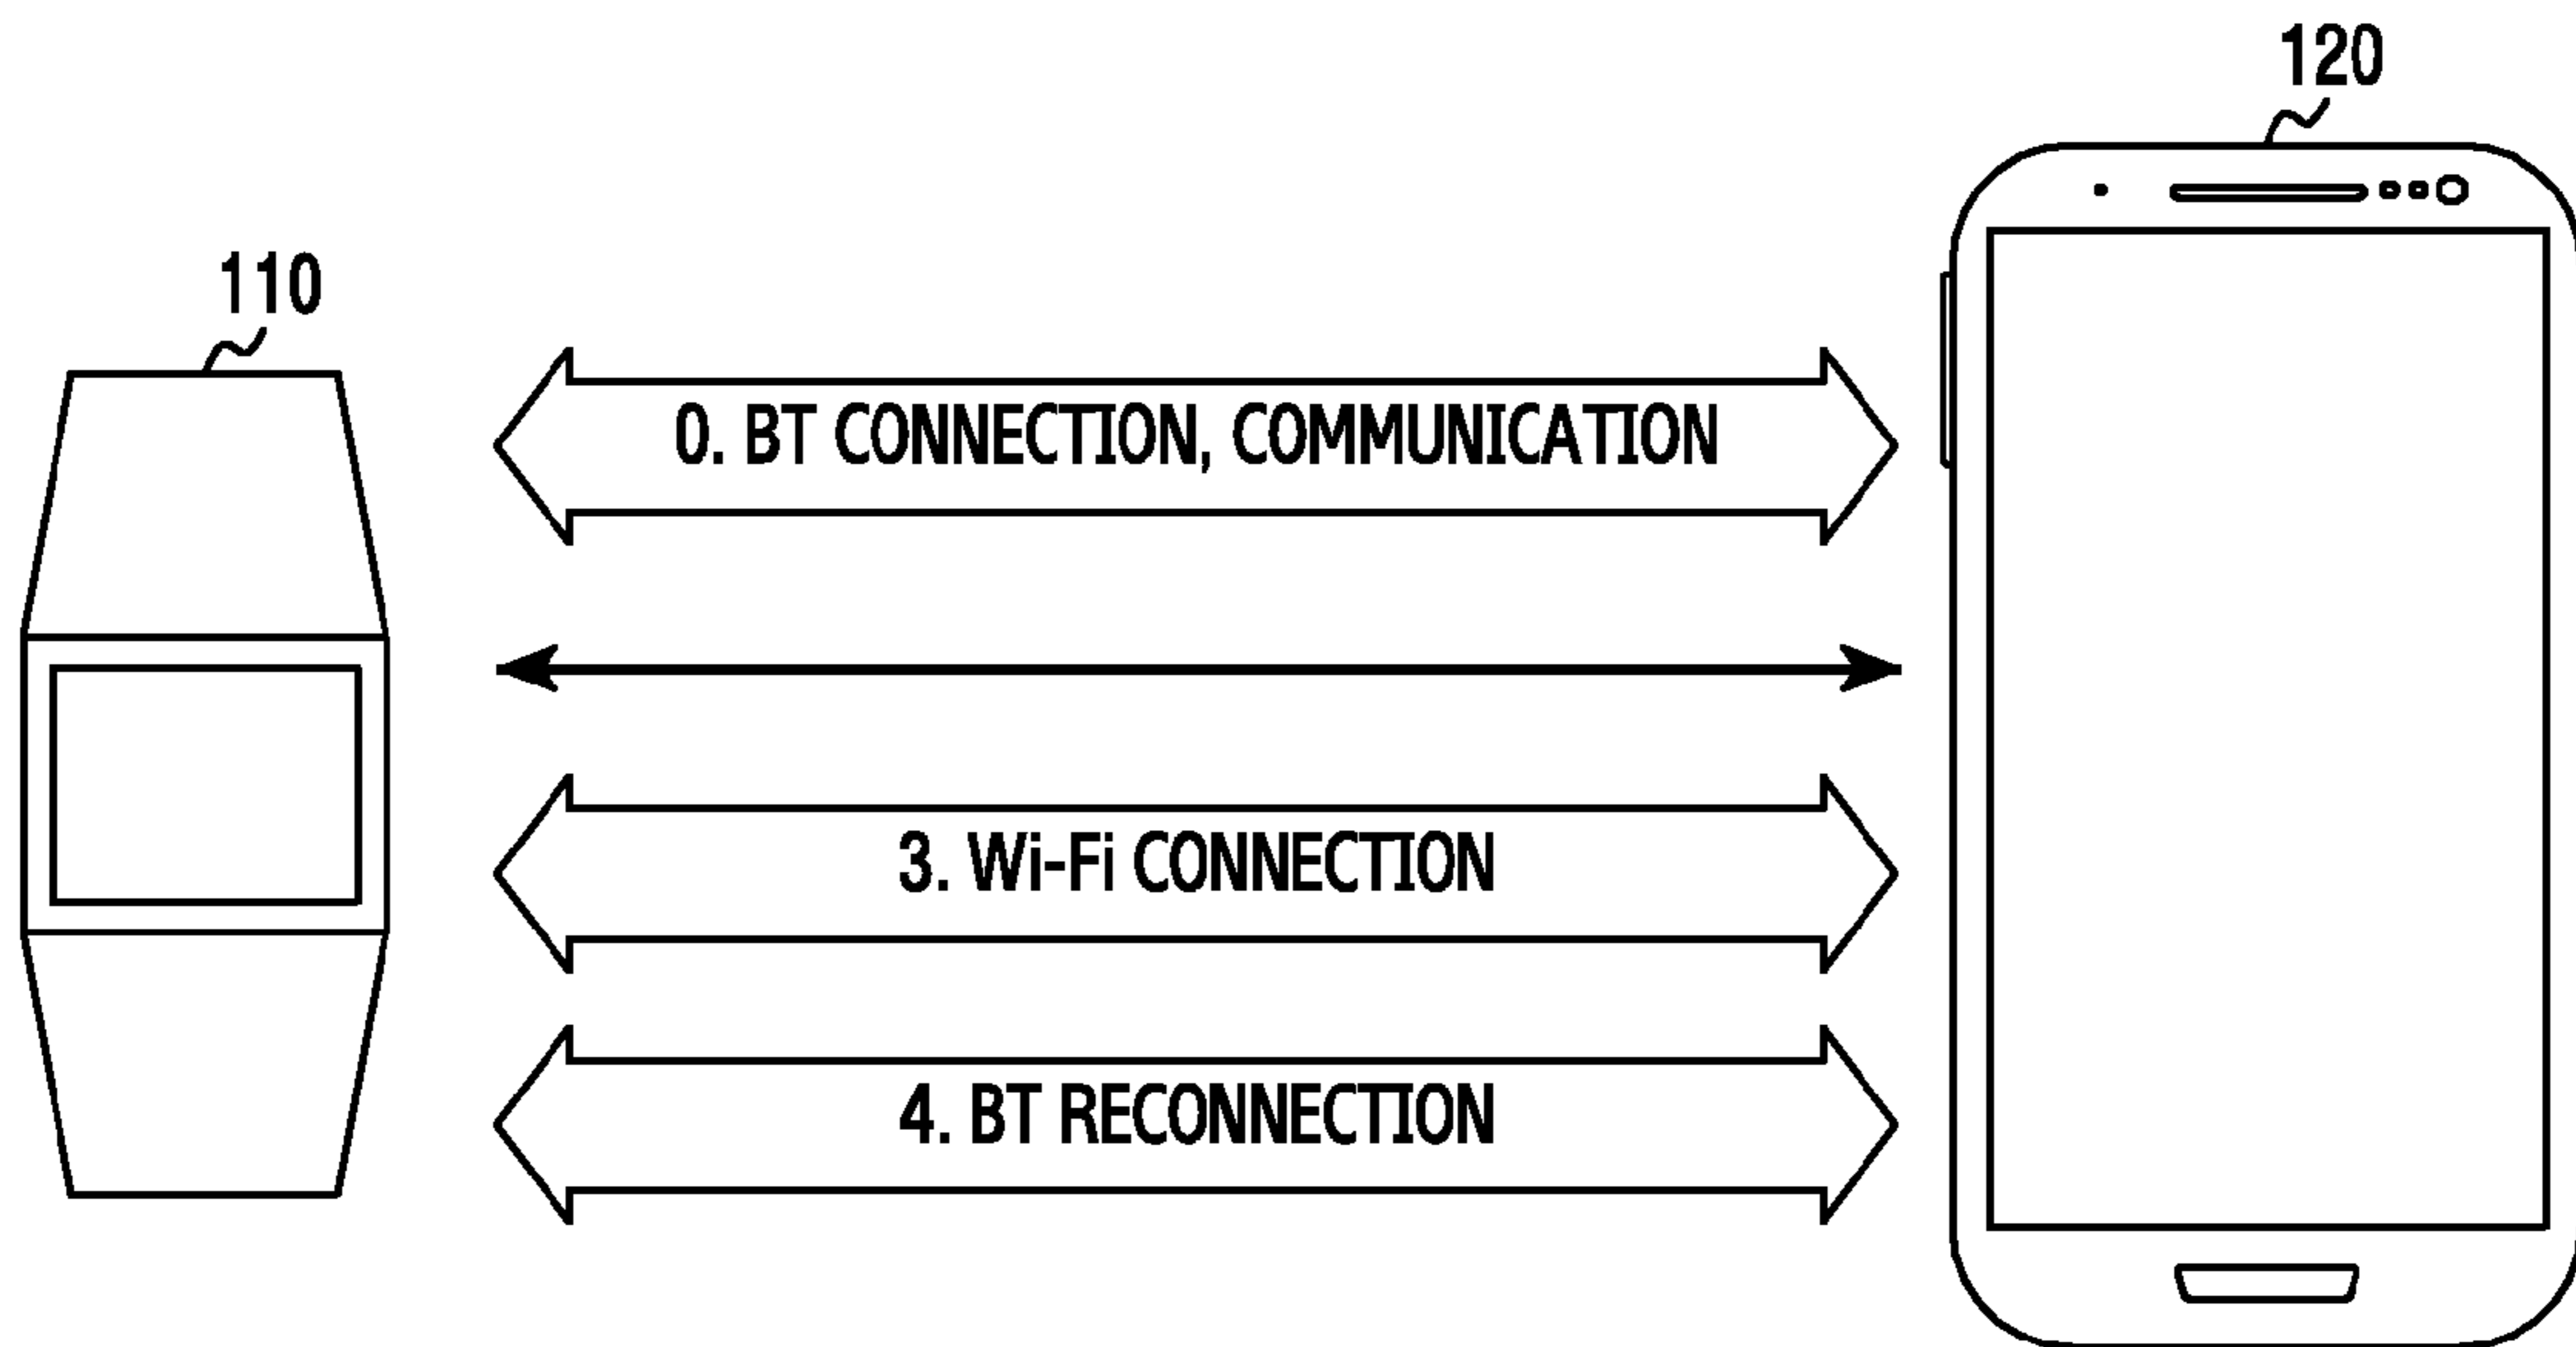 120
110
0. BT CONNECTION, COMMUNICATION
3. Wi-Fi CONNECTION
4. BT RECONNECTION